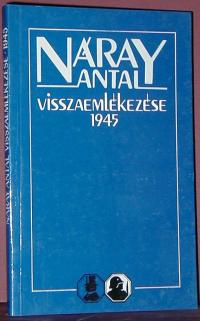 NÁRAY
ANTAL
VISSZAEMLÉKEZÉSE
1945
NÁRAY ANTAL VISSZAEMLÉKEZÉSE · 1945